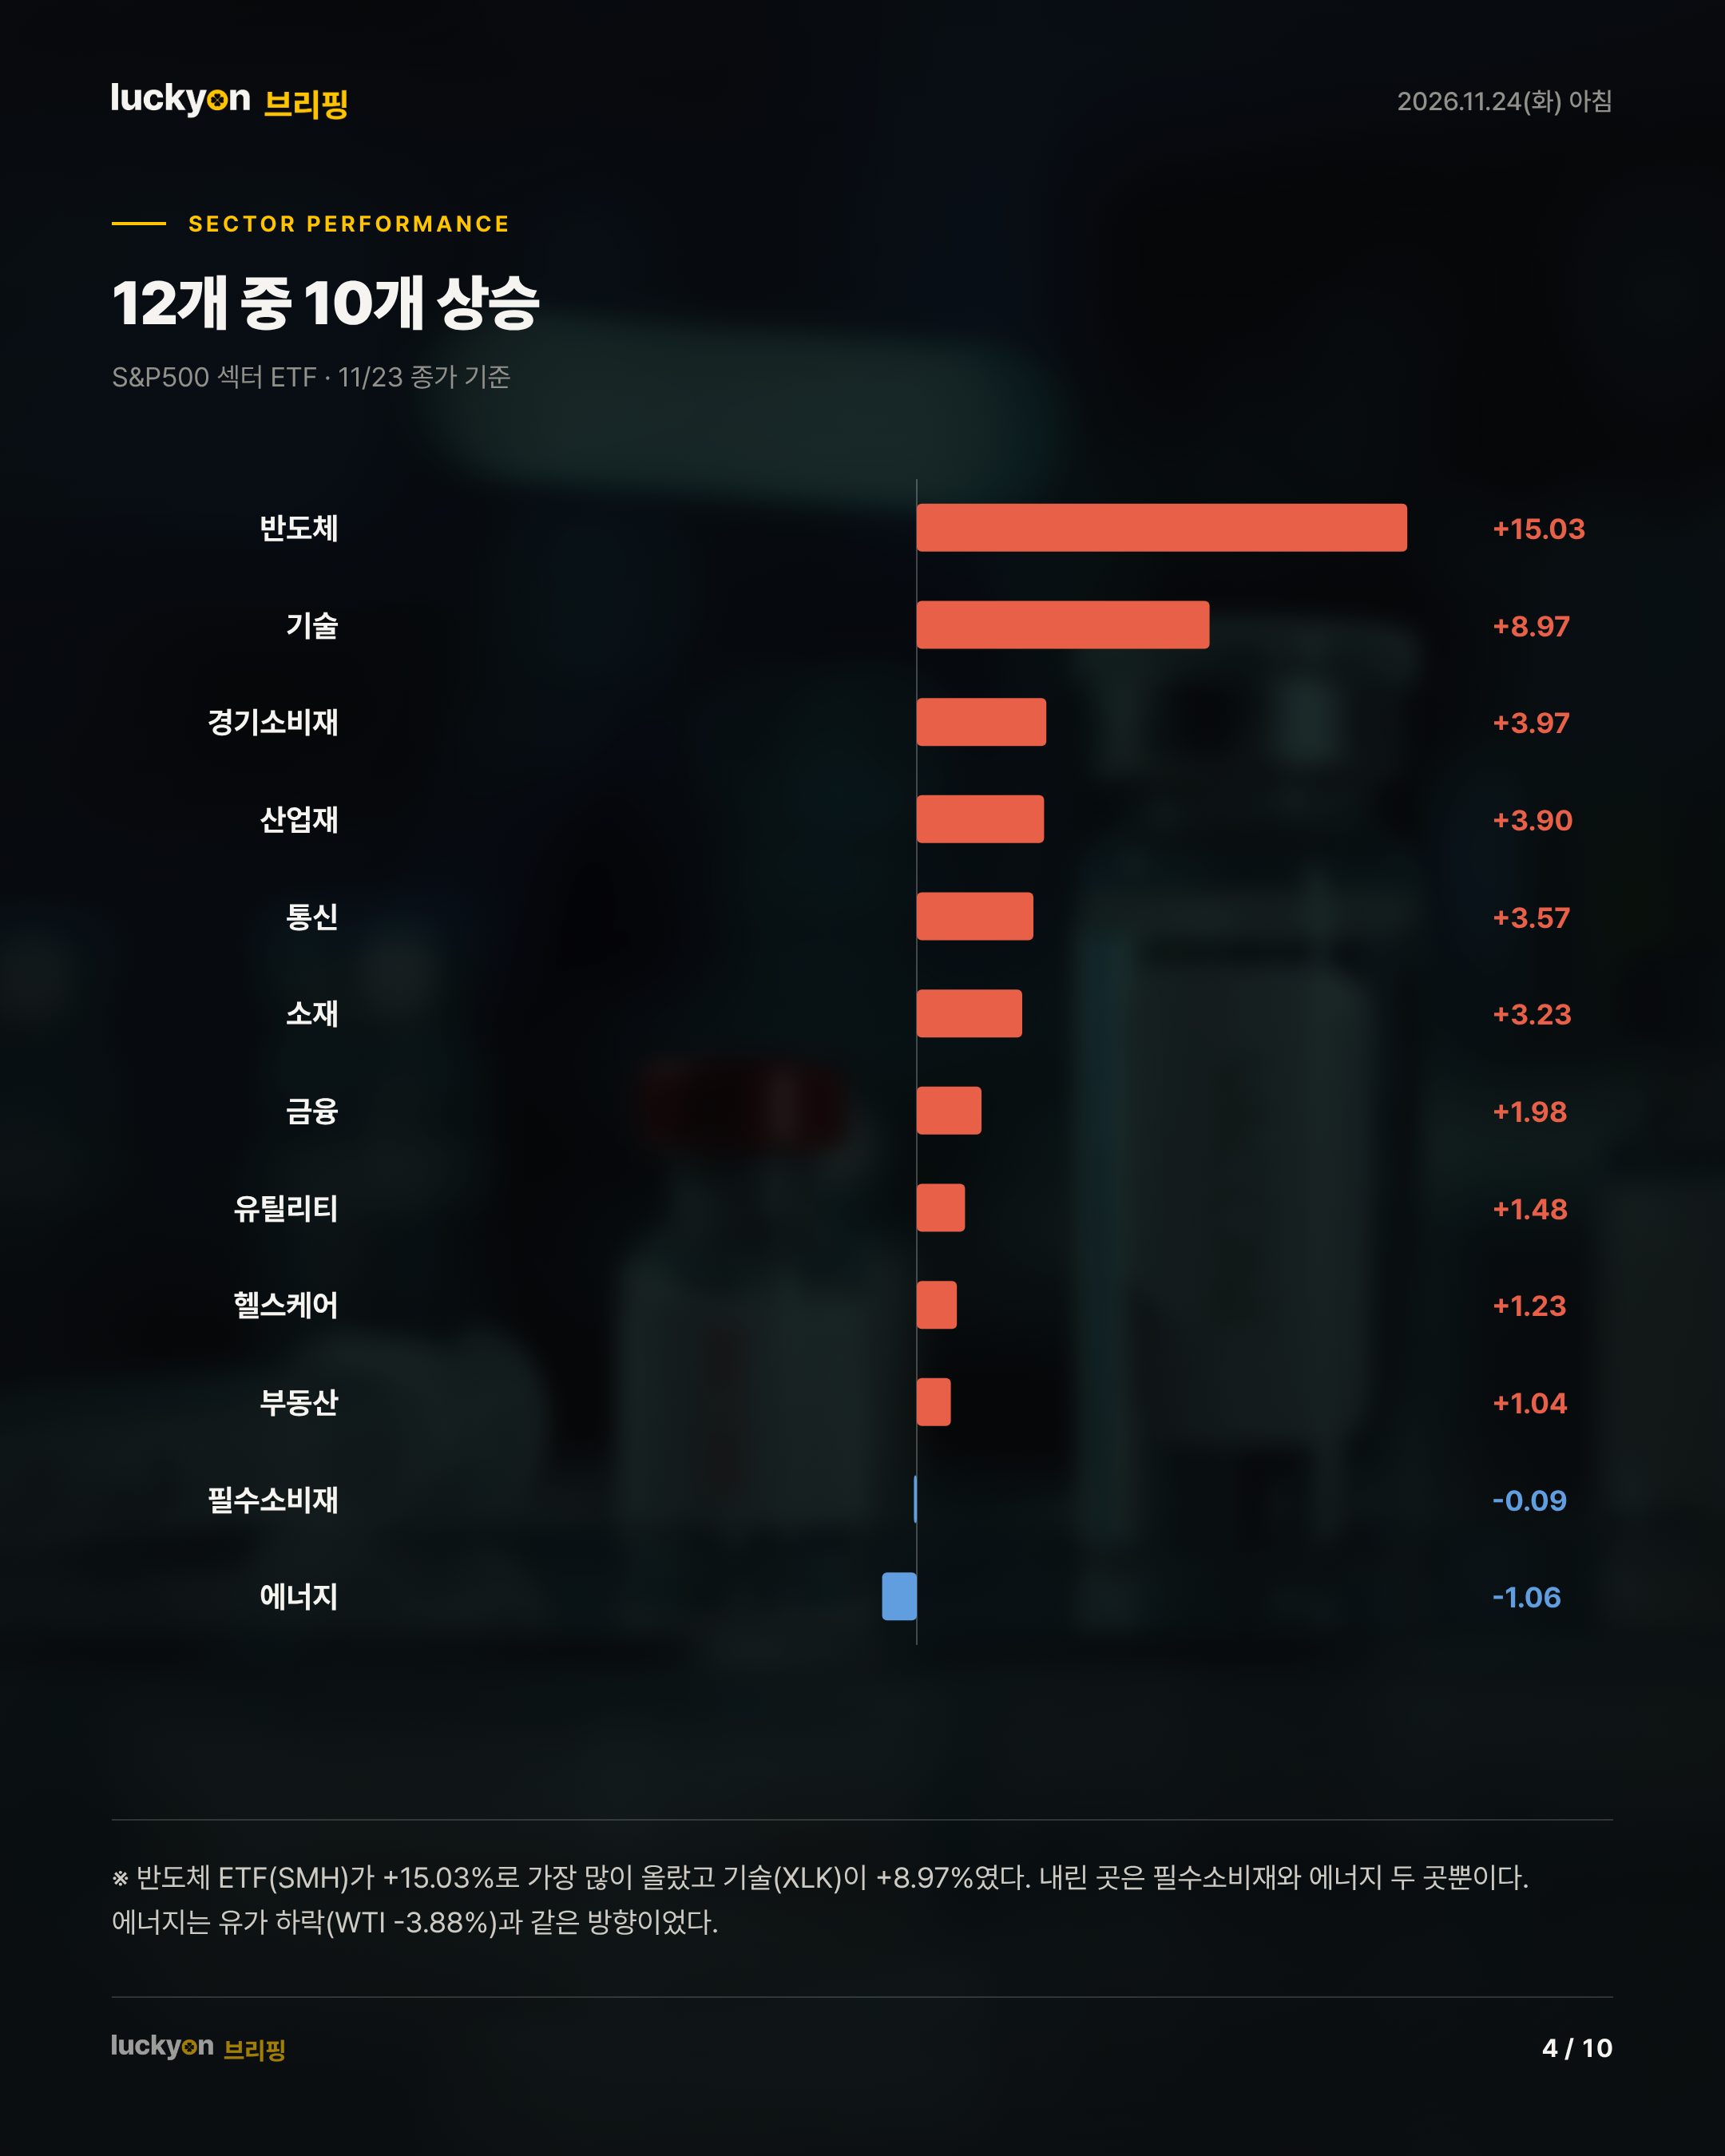 luckyon 브리핑
2026.11.24(화) 아침
SECTOR PERFORMANCE
12개 중 10개 상승
S&P500 섹터 ETF · 11/23 종가 기준
반도체 +15.03
기술 +8.97
경기소비재 +3.97
산업재 +3.90
통신 +3.57
소재 +3.23
금융 +1.98
유틸리티 +1.48
헬스케어 +1.23
부동산 +1.04
필수소비재 -0.09
에너지 -1.06
※ 반도체 ETF(SMH)가 +15.03%로 가장 많이 올랐고 기술(XLK)이 +8.97%였다. 내린 곳은 필수소비재와 에너지 두 곳뿐이다.
에너지는 유가 하락(WTI -3.88%)과 같은 방향이었다.
luckyon 브리핑
4 / 10